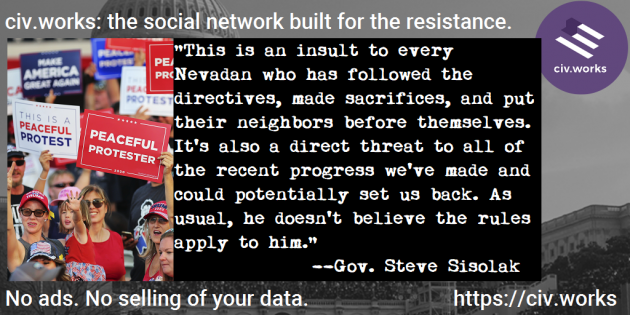 civ.works: the social network built for the resistance.
civ.works
MAKE
AMERICA
GREAT AGAIN
PROTEST
PEAC
PROT
THIS IS A
PEACEFUL
PROTEST
PEACEFUL
PROTESTER
"This is an insult to every
Nevadan who has followed the
directives, made sacrifices, and put
their neighbors before themselves.
It's also a direct threat to all of
the recent progress we've made and
could potentially set us back. As
usual, he doesn't believe the rules
apply to him."
--Gov. Steve Sisolak
No ads. No selling of your data.
https://civ.works